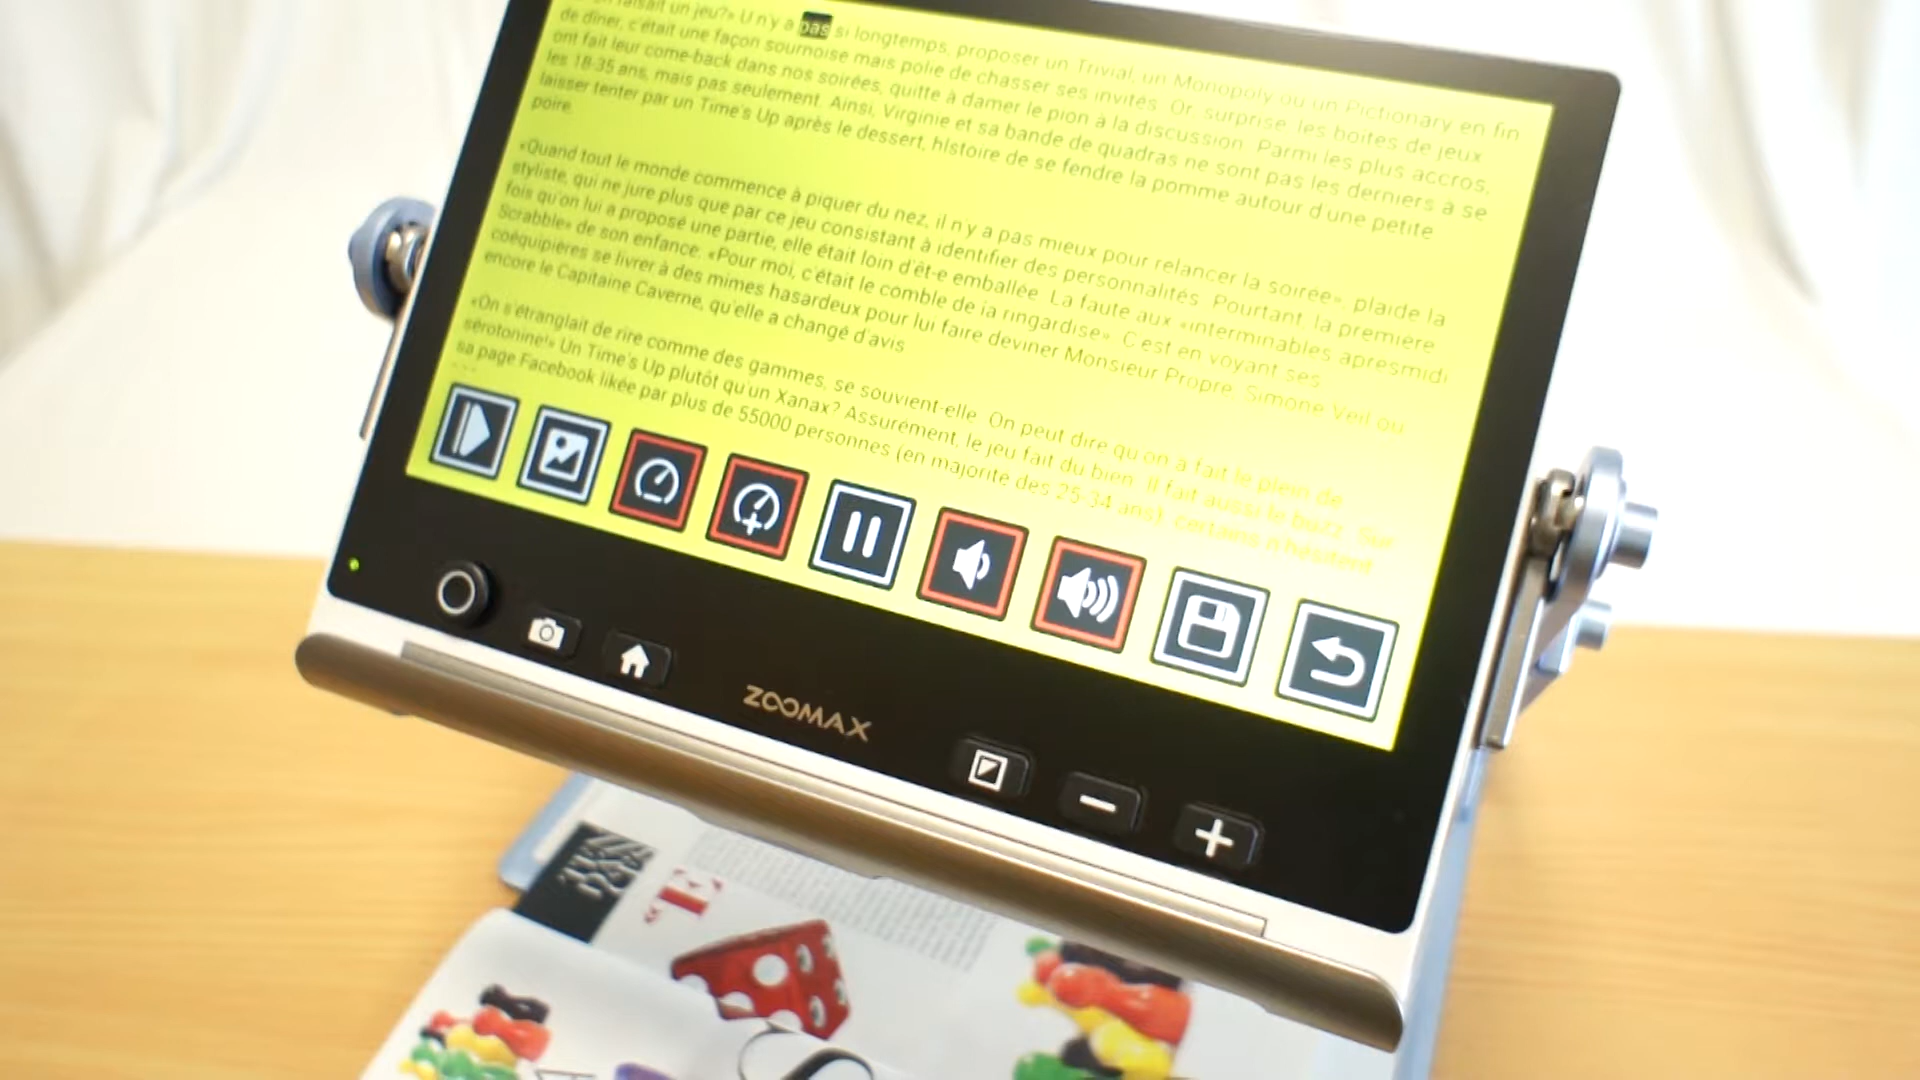 faisait un jeu?» U n'y a pas si longtemps, proposer un Trivial, un Monopoly ou un Pictionary en fin
de dîner, c'était une façon sournoise mais polie de chasser ses invités. Or, surprise, les boîtes de jeux
ont fait leur come-back dans nos soirées, quitte à damer le pion à la discussion. Parmi les plus accros,
les 18-35 ans, mais pas seulement. Ainsi, Virginie et sa bande de quadras ne sont pas les derniers à se
laisser tenter par un Time's Up après le dessert, histoire de se fendre la pomme autour d'une petite
poire.
«Quand tout le monde commence à piquer du nez, il n'y a pas mieux pour relancer la soirée», plaide la
styliste, qui ne jure plus que par ce jeu consistant à identifier des personnalités. Pourtant, la première
fois qu'on lui a proposé une partie, elle était loin d'êt-e emballée. La faute aux «interminables apresmidi
Scrabble» de son enfance. «Pour moi, c'était le comble de ia ringardise». C'est en voyant ses
coéquipières se livrer à des mimes hasardeux pour lui faire deviner Monsieur Propre, Simone Veil ou
encore le Capitaine Caverne, qu'elle a changé d'avis
«On s'étranglait de rire comme des gammes, se souvient-elle. On peut dire qu'on a fait le plein de
sérotonine!» Un Time's Up plutôt qu'un Xanax? Assurément, le jeu fait du bien. Il fait aussi le buzz. Sur
sa page Facebook likée par plus de 55000 personnes (en majorité des 25-34 ans), certains n'hésitent
ZOOMAX